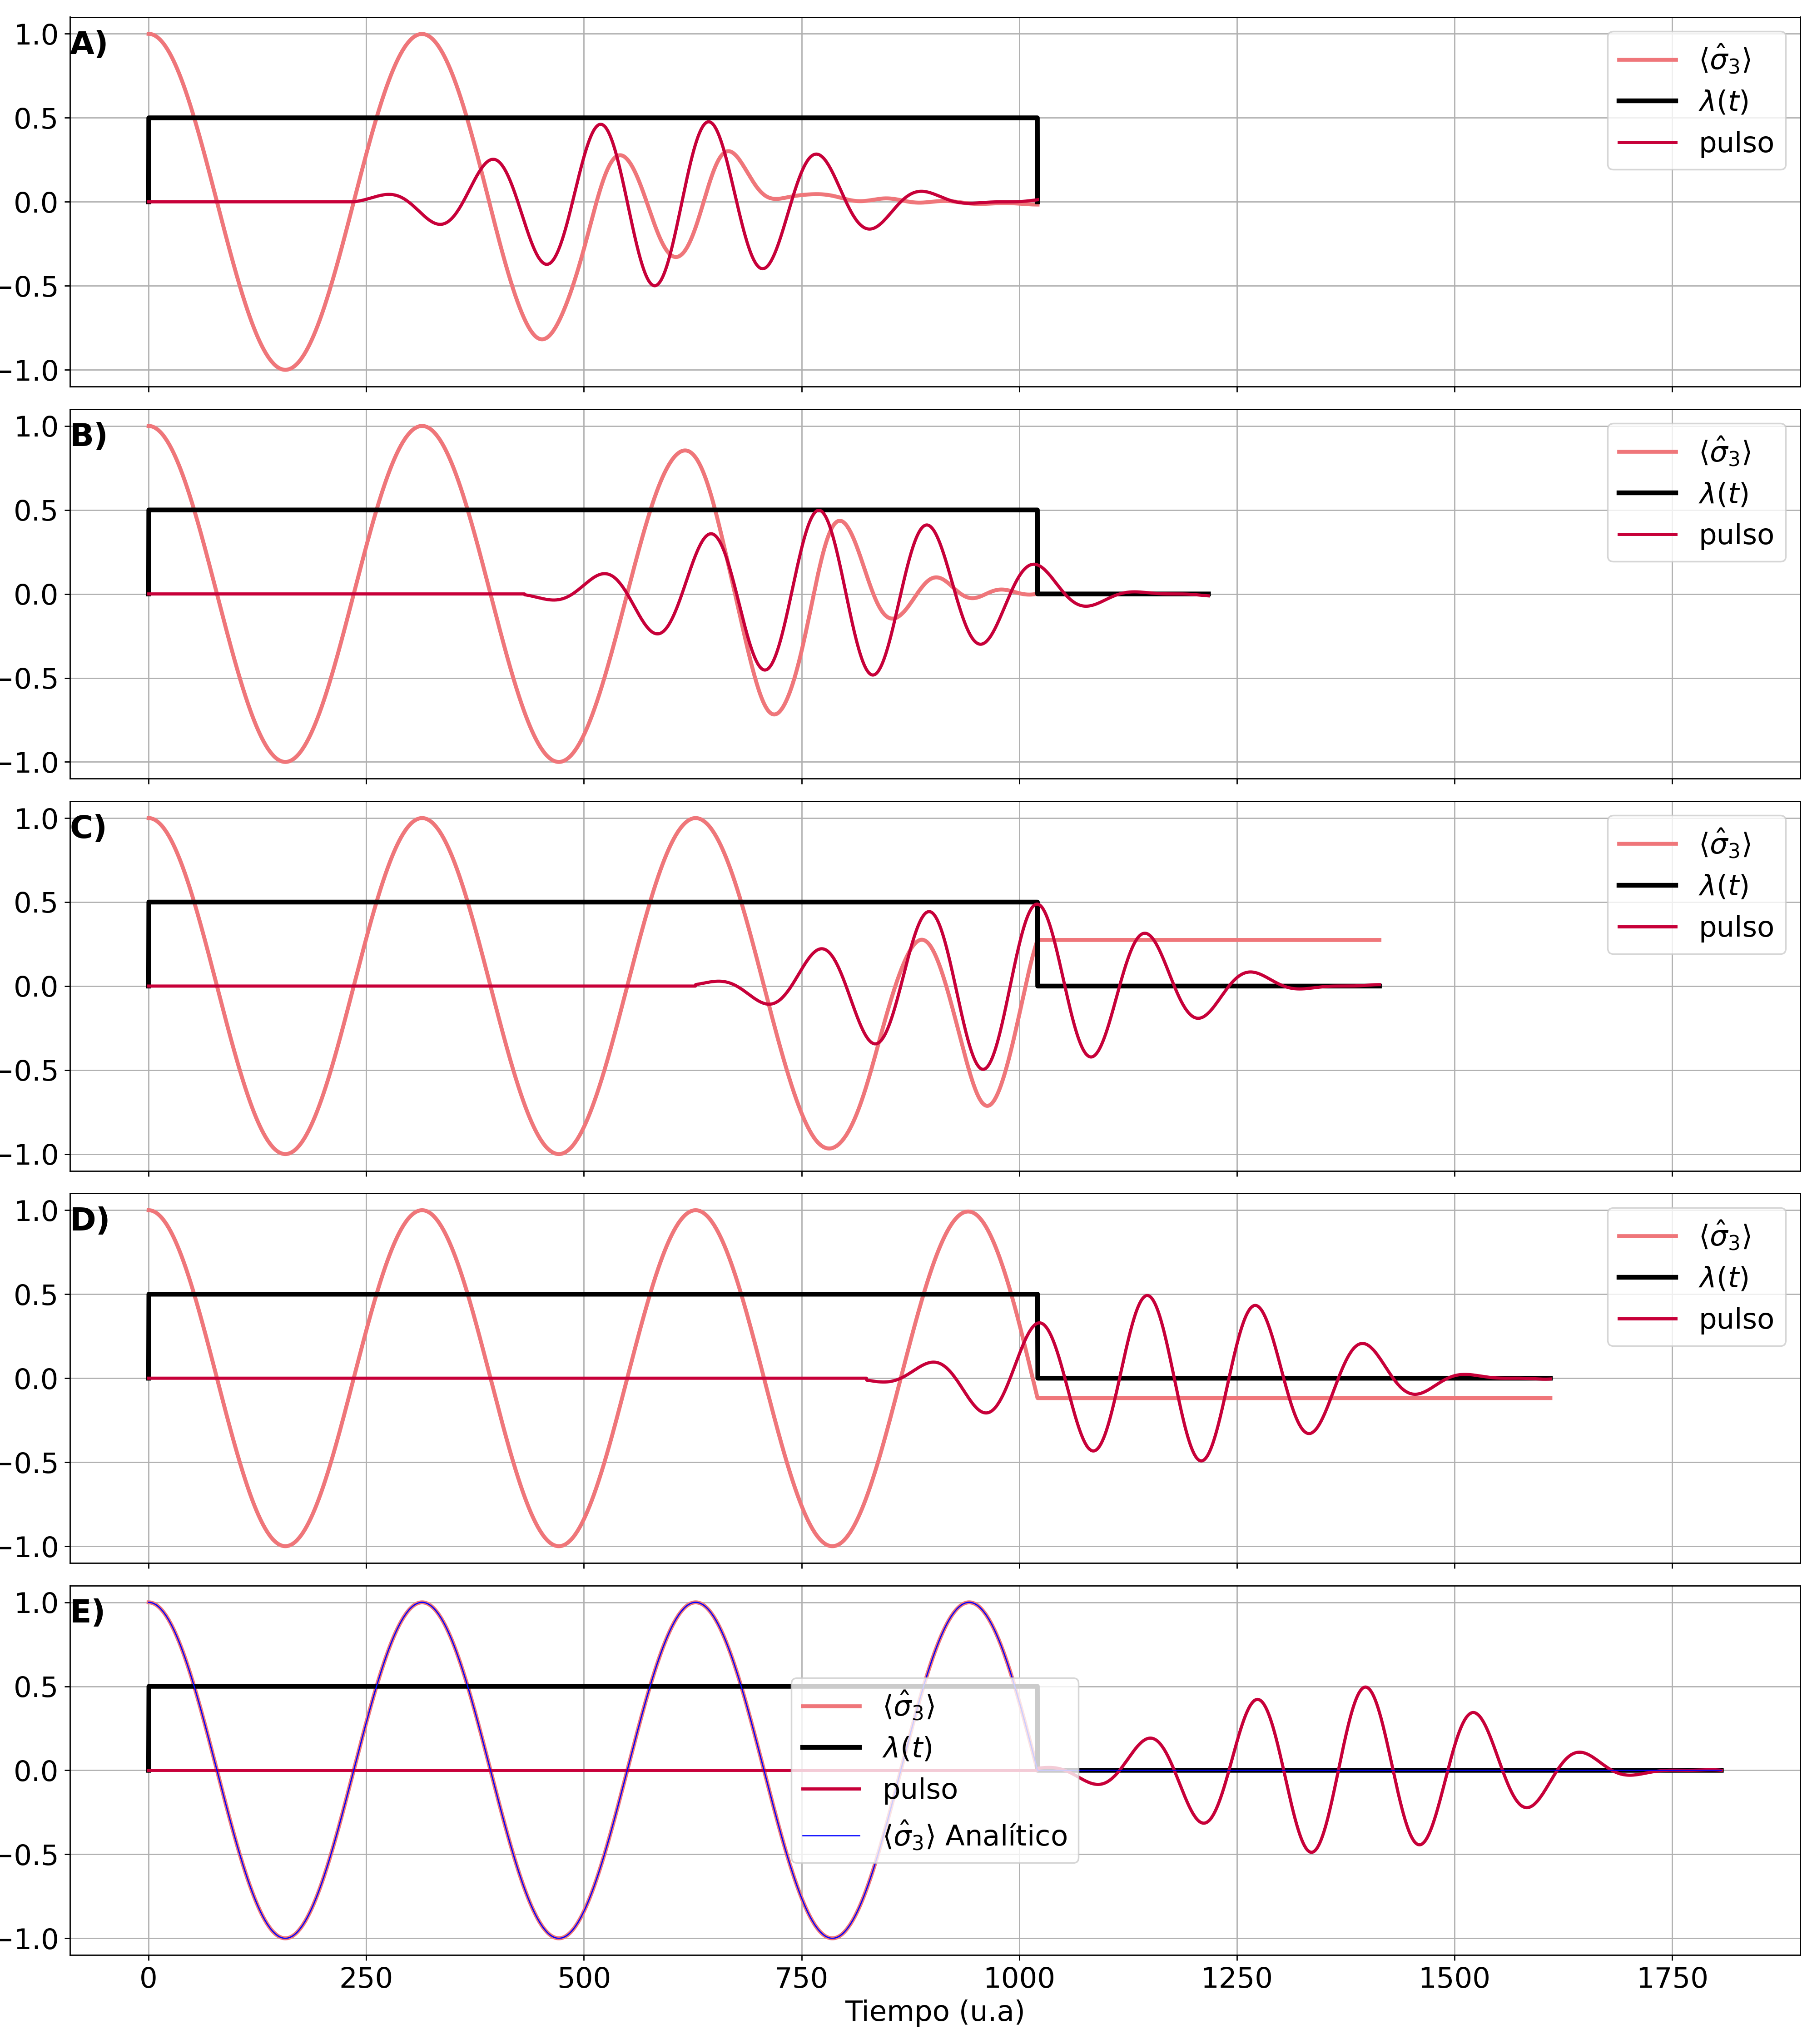 A)
1.0
0.5
0.0
−0.5
−1.0
⟨σ̂₃⟩
λ(t)
pulso
B)
1.0
0.5
0.0
−0.5
−1.0
⟨σ̂₃⟩
λ(t)
pulso
C)
1.0
0.5
0.0
−0.5
−1.0
⟨σ̂₃⟩
λ(t)
pulso
D)
1.0
0.5
0.0
−0.5
−1.0
⟨σ̂₃⟩
λ(t)
pulso
E)
1.0
0.5
0.0
−0.5
−1.0
⟨σ̂₃⟩
λ(t)
pulso
⟨σ̂₃⟩ Analítico
0 250 500 750 1000 1250 1500 1750
Tiempo (u.a)